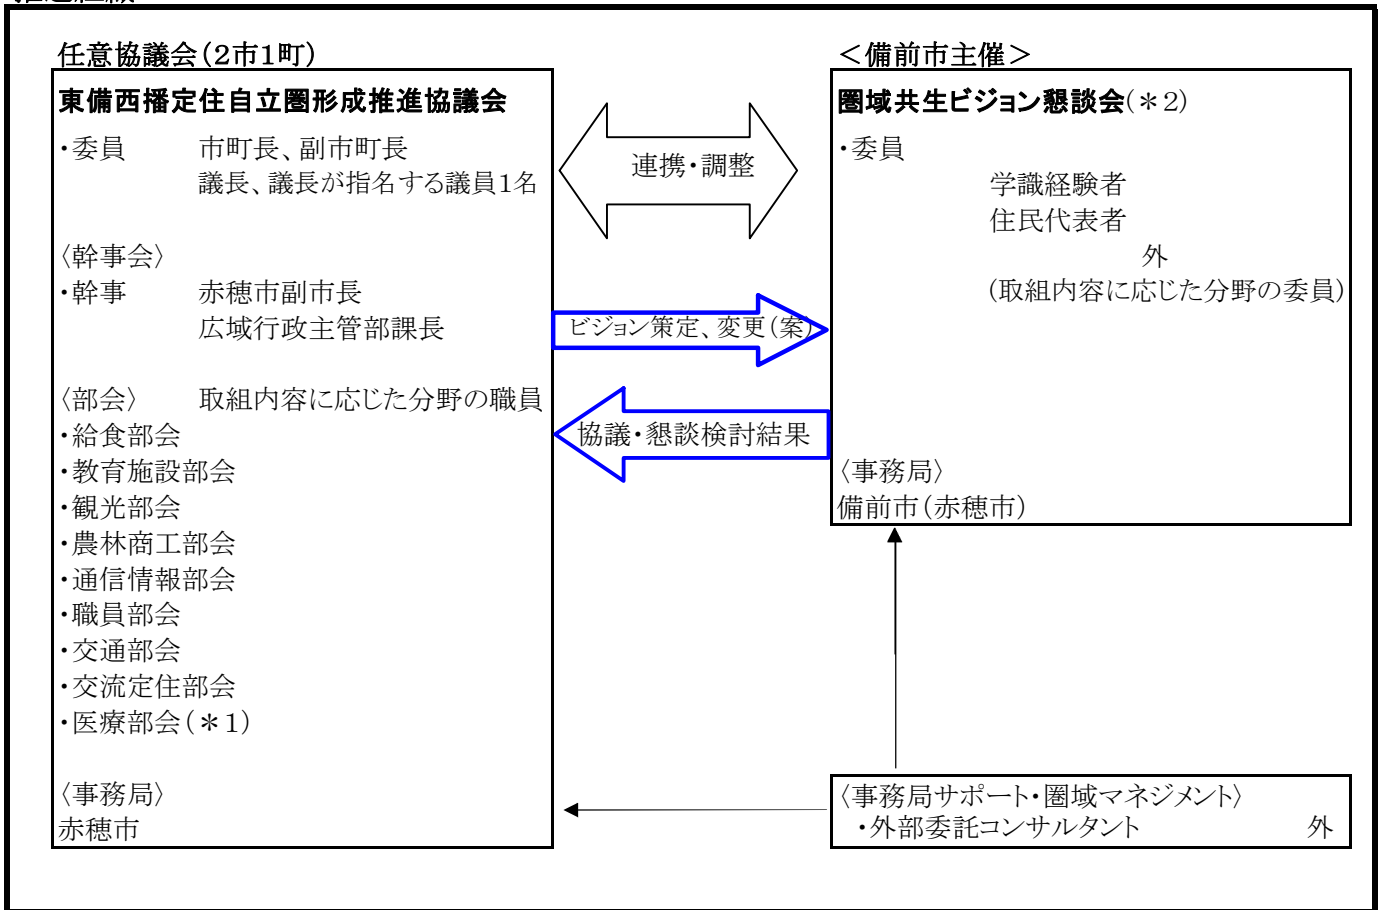 任意協議会(2市1町)
東備西播定住自立圏形成推進協議会
・委員 市町長、副市町長
議長、議長が指名する議員1名
〈幹事会〉
・幹事 赤穂市副市長
広域行政主管部課長
〈部会〉 取組内容に応じた分野の職員
・給食部会
・教育施設部会
・観光部会
・農林商工部会
・通信情報部会
・職員部会
・交通部会
・交流定住部会
・医療部会(*1)
〈事務局〉
赤穂市
連携・調整
ビジョン策定、変更(案)
協議・懇談検討結果
<備前市主催>
圏域共生ビジョン懇談会(*2)
・委員
学識経験者
住民代表者
外
(取組内容に応じた分野の委員)
〈事務局〉
備前市(赤穂市)
〈事務局サポート・圏域マネジメント〉
・外部委託コンサルタント 外